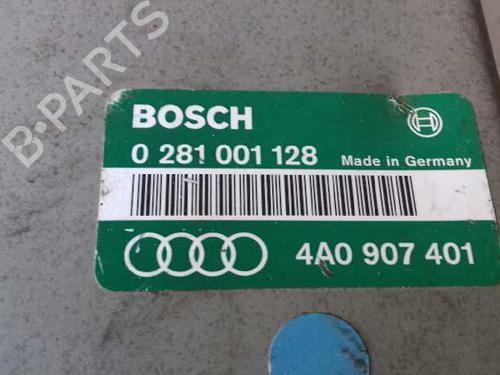 B-PARTS
BOSCH
0 281 001 128 Made in Germany
4A0 907 401